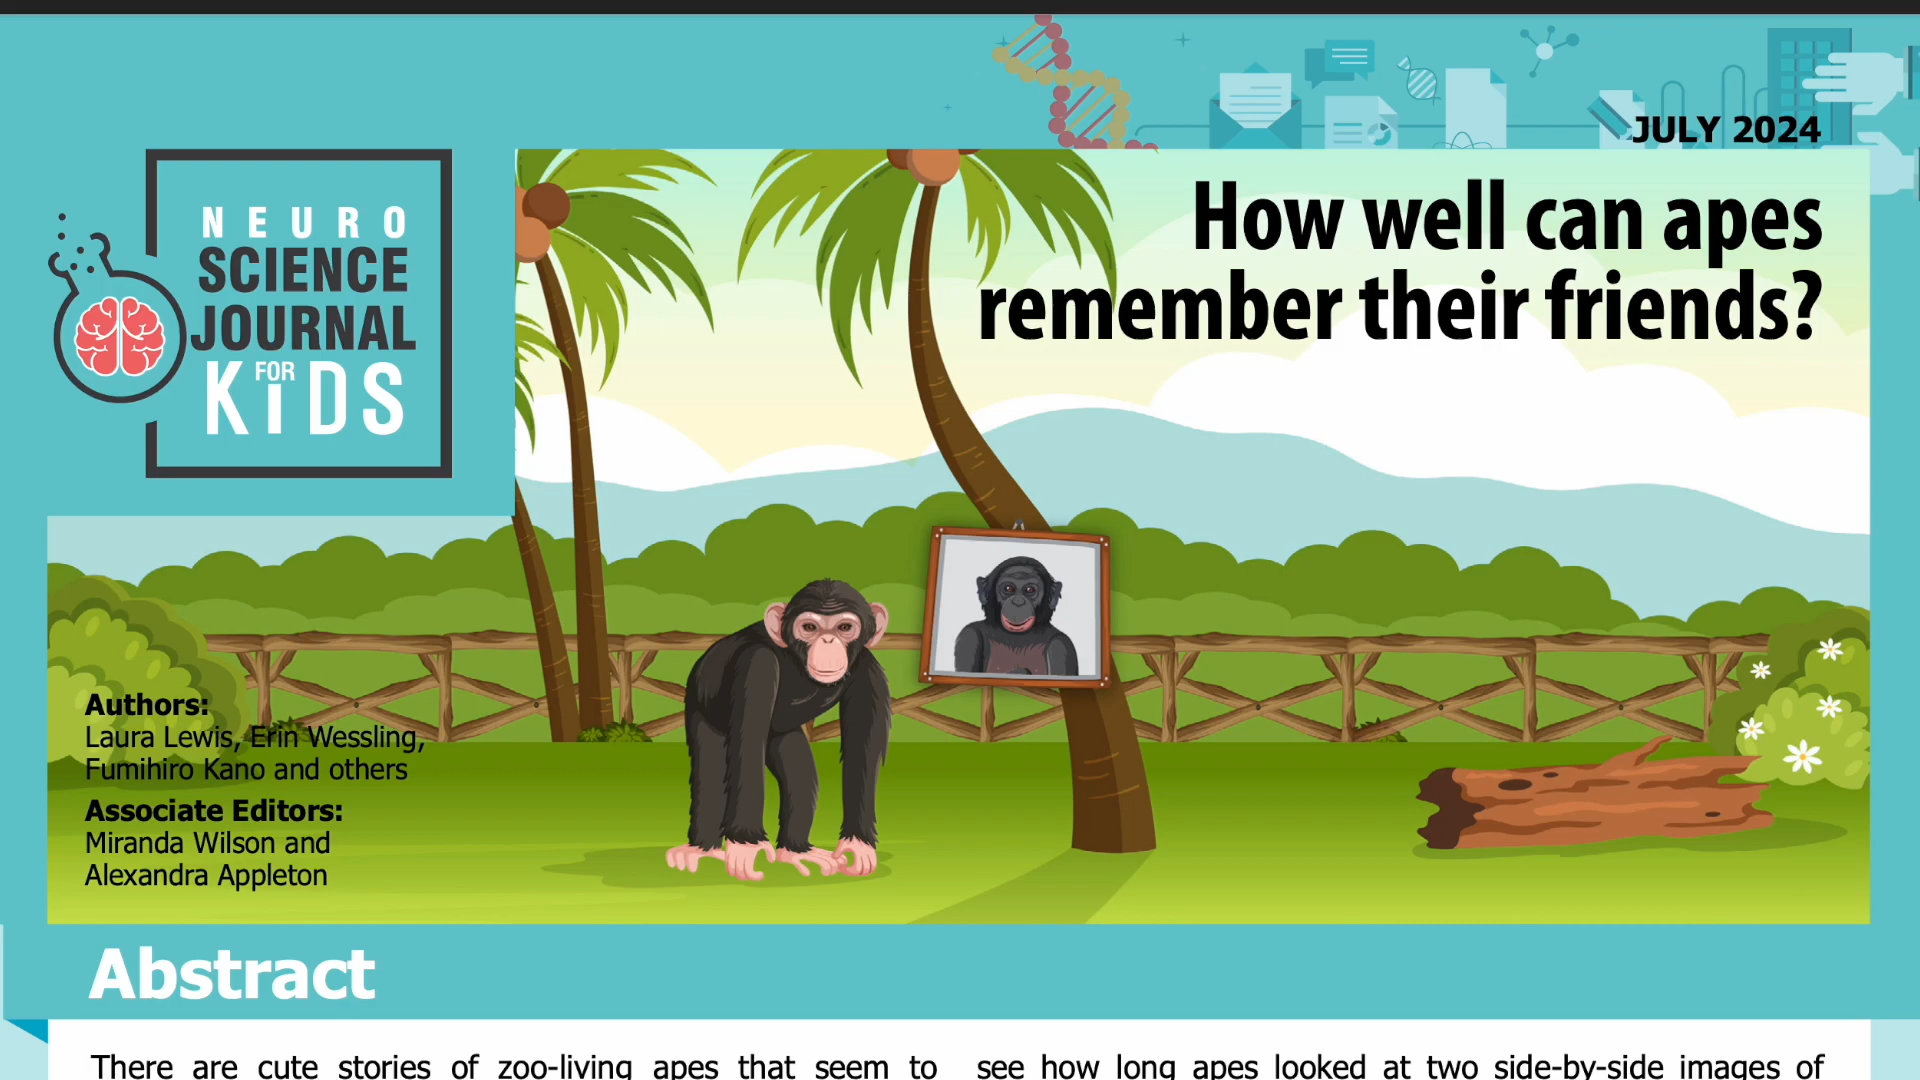 JULY 2024
NEURO
SCIENCE
JOURNAL
FOR
KiDS
How well can apes
remember their friends?
Authors:
Laura Lewis, Erin Wessling,
Fumihiro Kano and others
Associate Editors:
Miranda Wilson and
Alexandra Appleton
Abstract
There are cute stories of zoo-living apes that seem to
see how long apes looked at two side-by-side images of